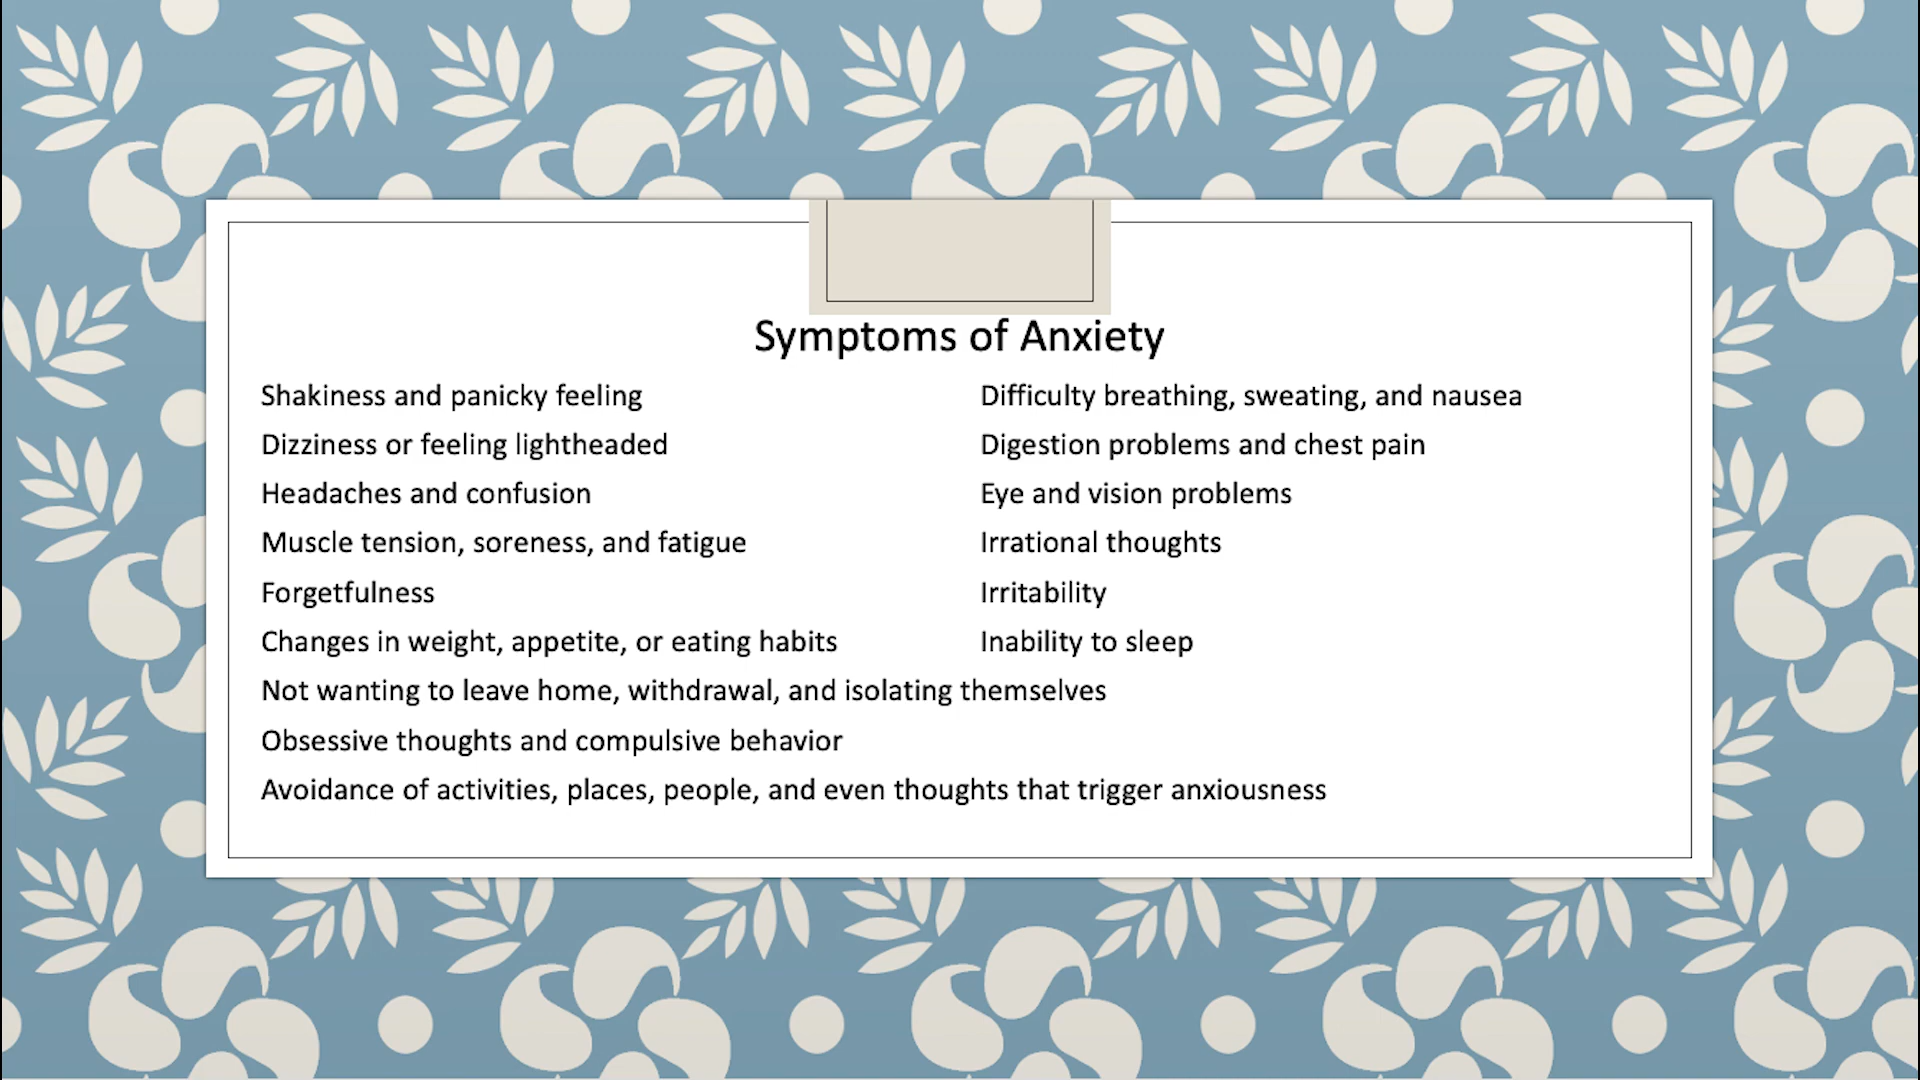 Symptoms of Anxiety
Shakiness and panicky feeling
Difficulty breathing, sweating, and nausea
Dizziness or feeling lightheaded
Digestion problems and chest pain
Headaches and confusion
Eye and vision problems
Muscle tension, soreness, and fatigue
Irrational thoughts
Forgetfulness
Irritability
Changes in weight, appetite, or eating habits
Inability to sleep
Not wanting to leave home, withdrawal, and isolating themselves
Obsessive thoughts and compulsive behavior
Avoidance of activities, places, people, and even thoughts that trigger anxiousness